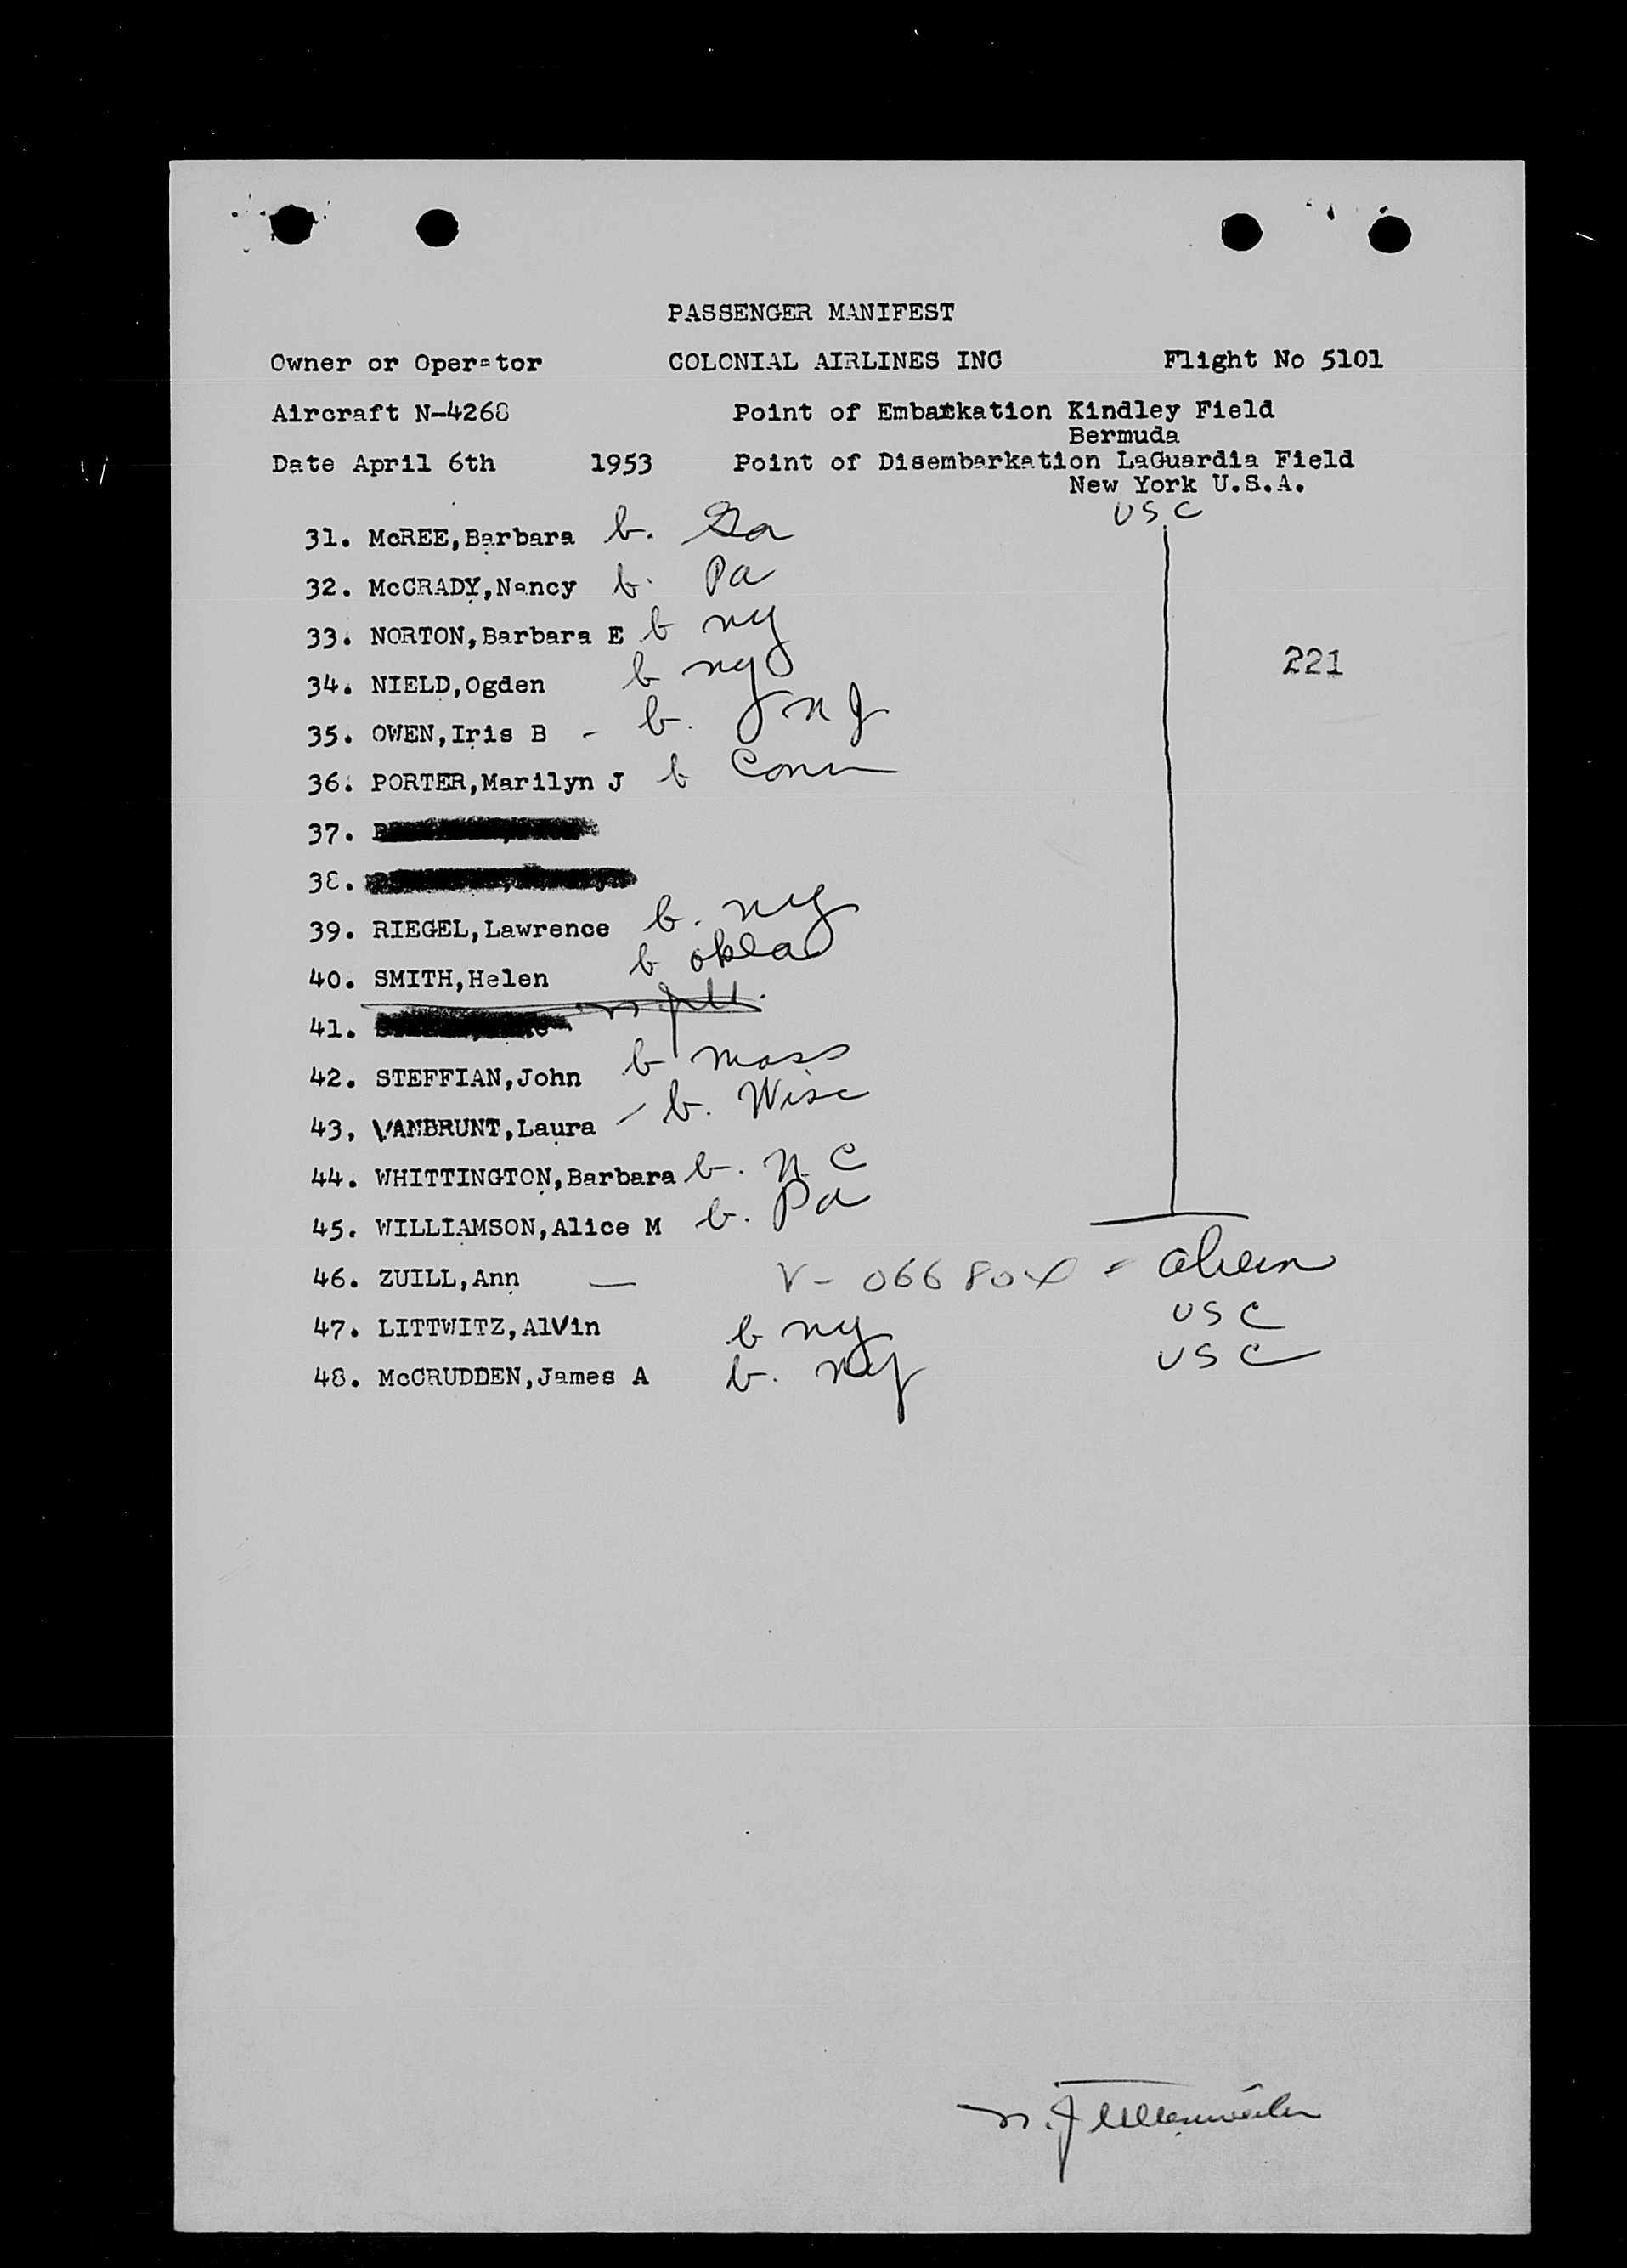 PASSENGER MANIFEST
Owner or Operator COLONIAL AIRLINES INC Flight No 5101
Aircraft N-4268 Point of Embarkation Kindley Field
Bermuda
Date April 6th 1953 Point of Disembarkation LaGuardia Field
New York U.S.A.
USC
31. McREE,Barbara b. Ga
32. McCRADY,Nancy b. Pa
33. NORTON,Barbara E b ny
221
34. NIELD,Ogden b ny
35. OWEN,Iris B - b. n J
36. PORTER,Marilyn J b Conn
37.
38.
39. RIEGEL,Lawrence b. ny
40. SMITH,Helen b okla
41.
42. STEFFIAN,John b mass
43, VANBRUNT,Laura - b. Wisc
44. WHITTINGTON,Barbara b. n. C
45. WILLIAMSON,Alice M b. Pa
46. ZUILL,Ann — V- 066804 - alien
47. LITTWITZ,AlVin b ny USC
48. McCRUDDEN,James A b. ny USC